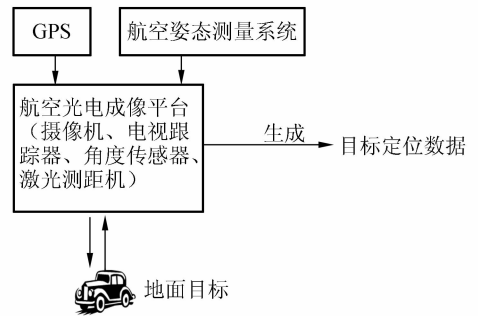 GPS
航空姿态测量系统
航空光电成像平台
（摄像机、电视跟
踪器、角度传感器、
激光测距机）
生成
目标定位数据
地面目标